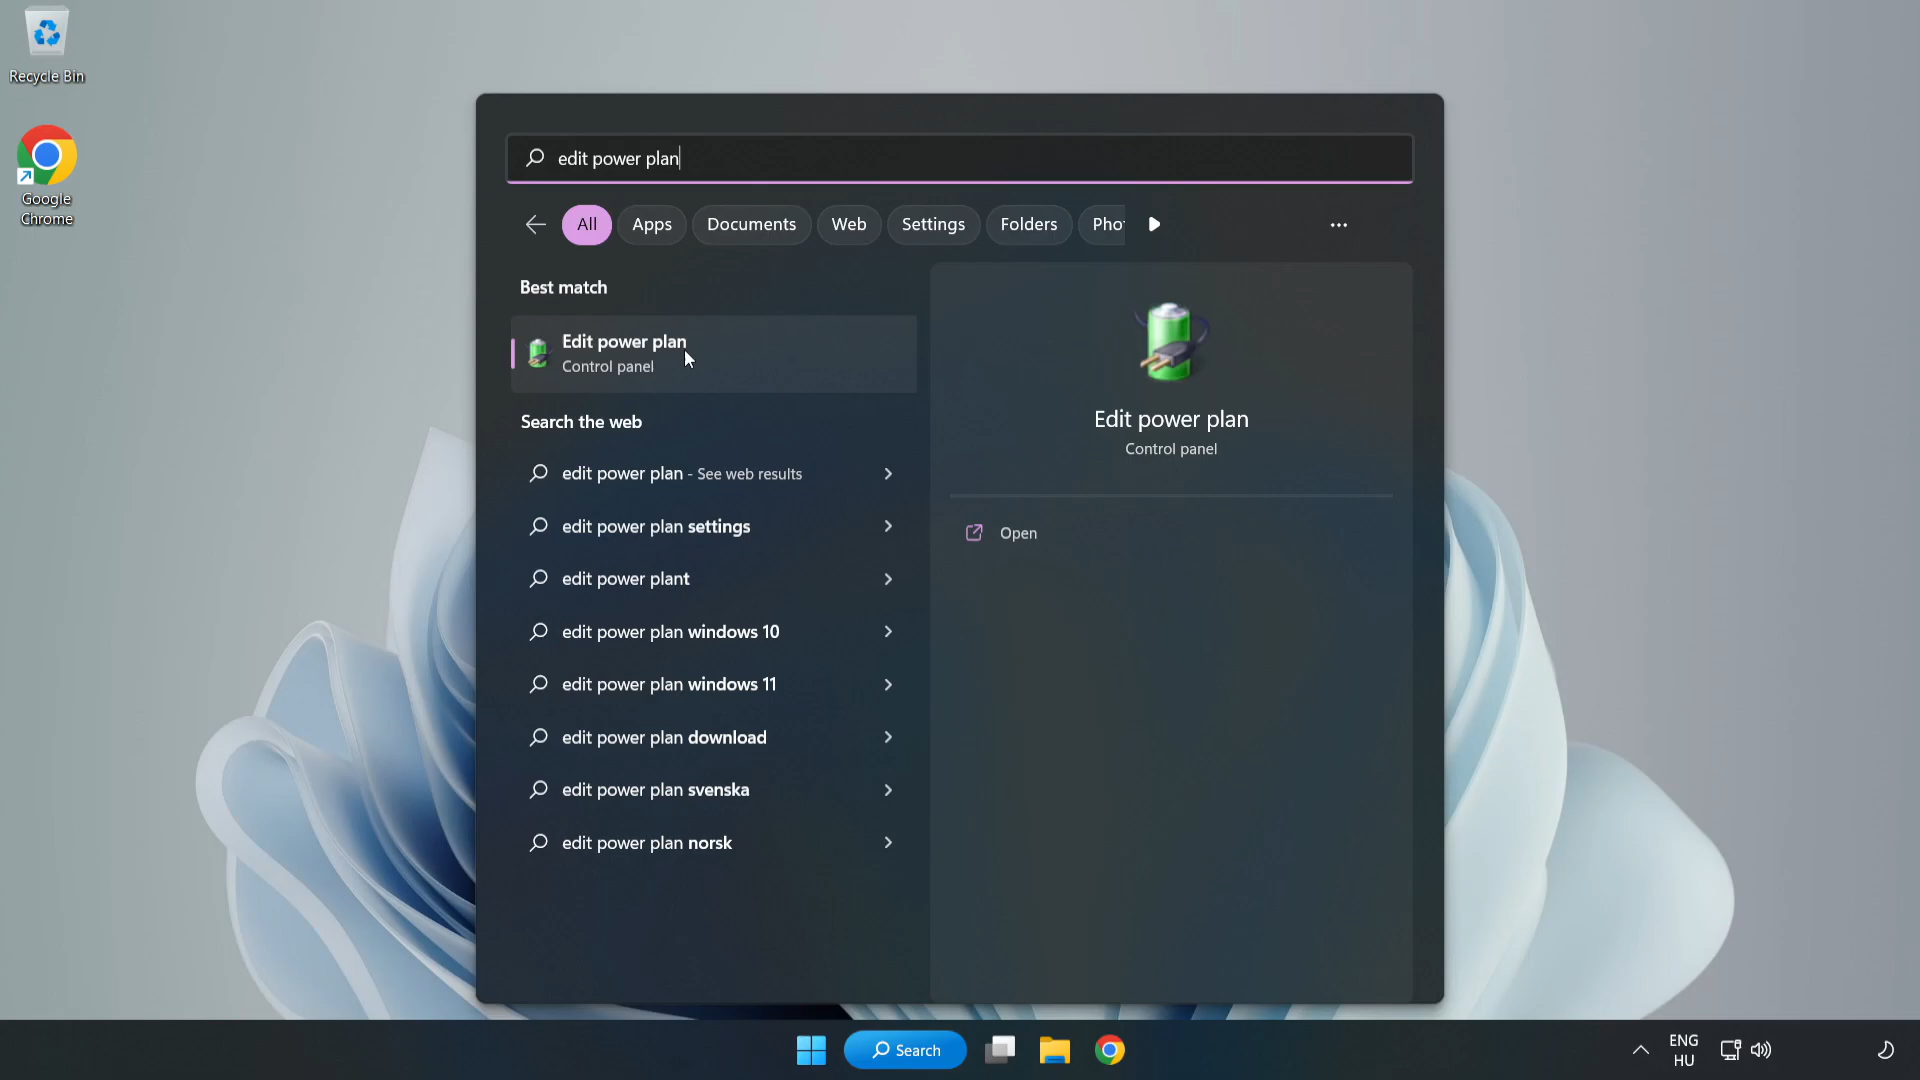 Recycle Bin
Google
Chrome
edit power plan
All
Apps
Documents
Web
Settings
Folders
Pho
Best match
Edit power plan
Control panel
Search the web
edit power plan - See web results
edit power plan settings
edit power plant
edit power plan windows 10
edit power plan windows 11
edit power plan download
edit power plan svenska
edit power plan norsk
Edit power plan
Control panel
Open
Search
ENG
HU